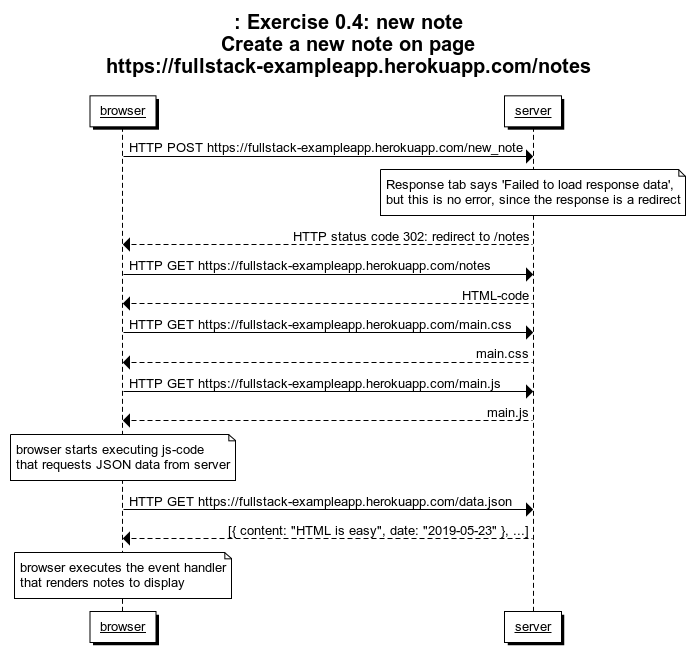 : Exercise 0.4: new note
Create a new note on page
https://fullstack-exampleapp.herokuapp.com/notes
browser
server
HTTP POST https://fullstack-exampleapp.herokuapp.com/new_note
Response tab says 'Failed to load response data',
but this is no error, since the response is a redirect
HTTP status code 302: redirect to /notes
HTTP GET https://fullstack-exampleapp.herokuapp.com/notes
HTML-code
HTTP GET https://fullstack-exampleapp.herokuapp.com/main.css
main.css
HTTP GET https://fullstack-exampleapp.herokuapp.com/main.js
main.js
browser starts executing js-code
that requests JSON data from server
HTTP GET https://fullstack-exampleapp.herokuapp.com/data.json
[{ content: "HTML is easy", date: "2019-05-23" }, ...]
browser executes the event handler
that renders notes to display
browser
server